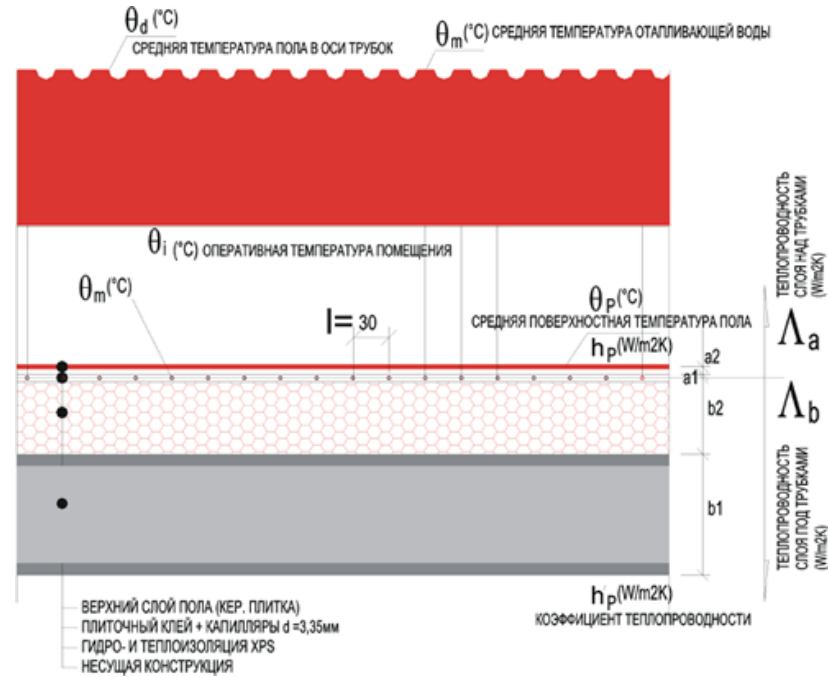 θd (°C)
СРЕДНЯЯ ТЕМПЕРАТУРА ПОЛА В ОСИ ТРУБОК
θm(°C) СРЕДНЯЯ ТЕМПЕРАТУРА ОТАПЛИВАЮЩЕЙ ВОДЫ
θi (°C) ОПЕРАТИВНАЯ ТЕМПЕРАТУРА ПОМЕЩЕНИЯ
θm(°C)
l= 30
θP(°C)
СРЕДНЯЯ ПОВЕРХНОСТНАЯ ТЕМПЕРАТУРА ПОЛА
hP(W/m2K)
a2
a1
b2
b1
ТЕПЛОПРОВОДНОСТЬ
СЛОЯ НАД ТРУБКАМИ
(W/m2K)
Λa
Λb
ТЕПЛОПРОВОДНОСТЬ
СЛОЯ ПОД ТРУБКАМИ
(W/m2K)
h'P(W/m2K)
КОЭФФИЦИЕНТ ТЕПЛОПРОВОДНОСТИ
ВЕРХНИЙ СЛОЙ ПОЛА (КЕР. ПЛИТКА)
ПЛИТОЧНЫЙ КЛЕЙ + КАПИЛЛЯРЫ d =3,35мм
ГИДРО- И ТЕПЛОИЗОЛЯЦИЯ XPS
НЕСУЩАЯ КОНСТРУКЦИЯ